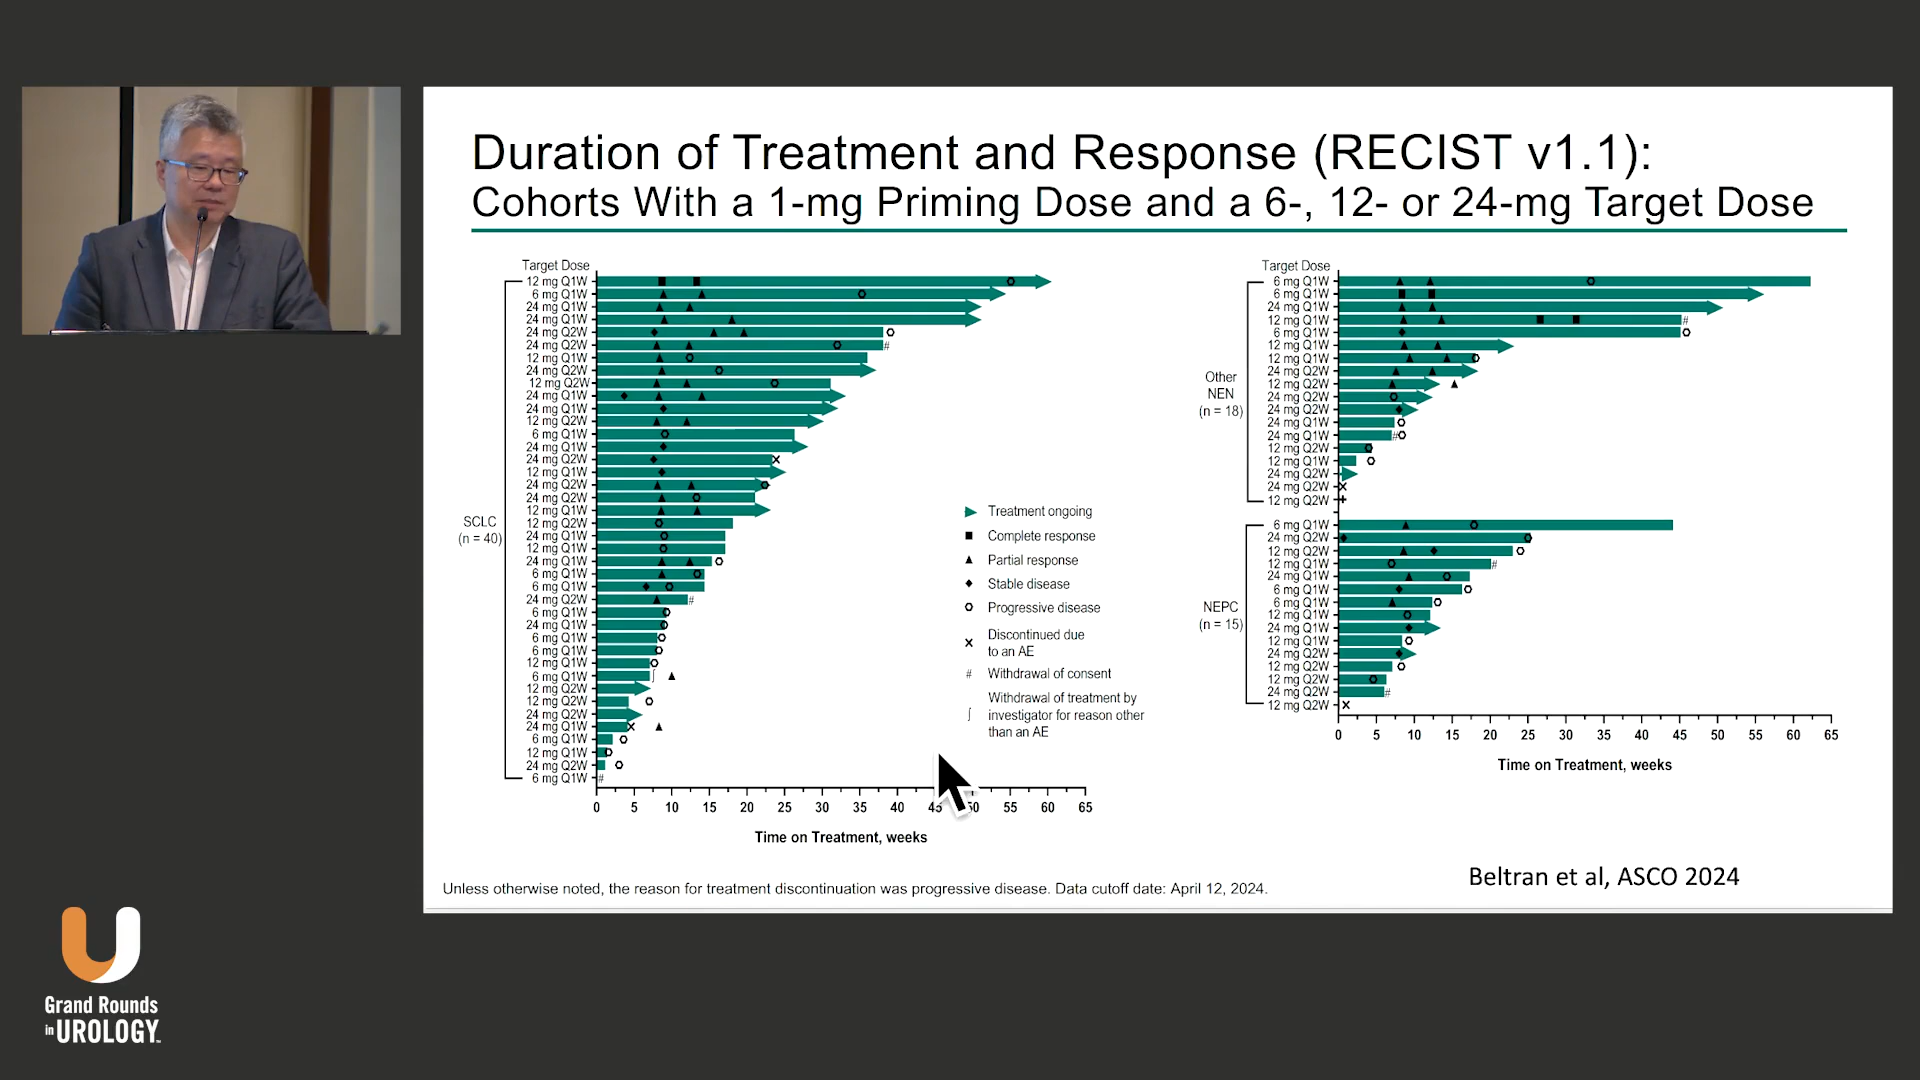 Duration of Treatment and Response (RECIST v1.1):
Cohorts With a 1-mg Priming Dose and a 6-, 12- or 24-mg Target Dose
Target Dose
12 mg Q1W
6 mg Q1W
24 mg Q1W
24 mg Q1W
24 mg Q2W
24 mg Q2W
12 mg Q1W
24 mg Q2W
12 mg Q2W
24 mg Q1W
24 mg Q1W
12 mg Q2W
6 mg Q1W
24 mg Q1W
24 mg Q2W
12 mg Q1W
24 mg Q2W
24 mg Q2W
12 mg Q1W
12 mg Q2W
24 mg Q1W
12 mg Q1W
24 mg Q1W
6 mg Q1W
6 mg Q1W
24 mg Q2W
6 mg Q1W
24 mg Q1W
6 mg Q1W
6 mg Q1W
12 mg Q1W
6 mg Q1W
12 mg Q2W
12 mg Q2W
24 mg Q2W
24 mg Q1W
6 mg Q1W
12 mg Q1W
24 mg Q2W
6 mg Q1W
SCLC
(n = 40)
0 5 10 15 20 25 30 35 40 45 50 55 60 65
Time on Treatment, weeks
Treatment ongoing
Complete response
Partial response
Stable disease
Progressive disease
Discontinued due
to an AE
# Withdrawal of consent
Withdrawal of treatment by
investigator for reason other
than an AE
Target Dose
6 mg Q1W
6 mg Q1W
24 mg Q1W
12 mg Q1W
6 mg Q1W
12 mg Q1W
12 mg Q1W
24 mg Q2W
12 mg Q2W
24 mg Q2W
24 mg Q2W
24 mg Q1W
24 mg Q1W
12 mg Q2W
12 mg Q1W
24 mg Q2W
24 mg Q2W
12 mg Q2W
Other
NEN
(n = 18)
6 mg Q1W
24 mg Q2W
12 mg Q2W
12 mg Q1W
24 mg Q1W
6 mg Q1W
6 mg Q1W
12 mg Q1W
24 mg Q1W
12 mg Q1W
24 mg Q2W
12 mg Q2W
12 mg Q2W
24 mg Q2W
12 mg Q2W
NEPC
(n = 15)
0 5 10 15 20 25 30 35 40 45 50 55 60 65
Time on Treatment, weeks
Beltran et al, ASCO 2024
Unless otherwise noted, the reason for treatment discontinuation was progressive disease. Data cutoff date: April 12, 2024.
Grand Rounds
in UROLOGY